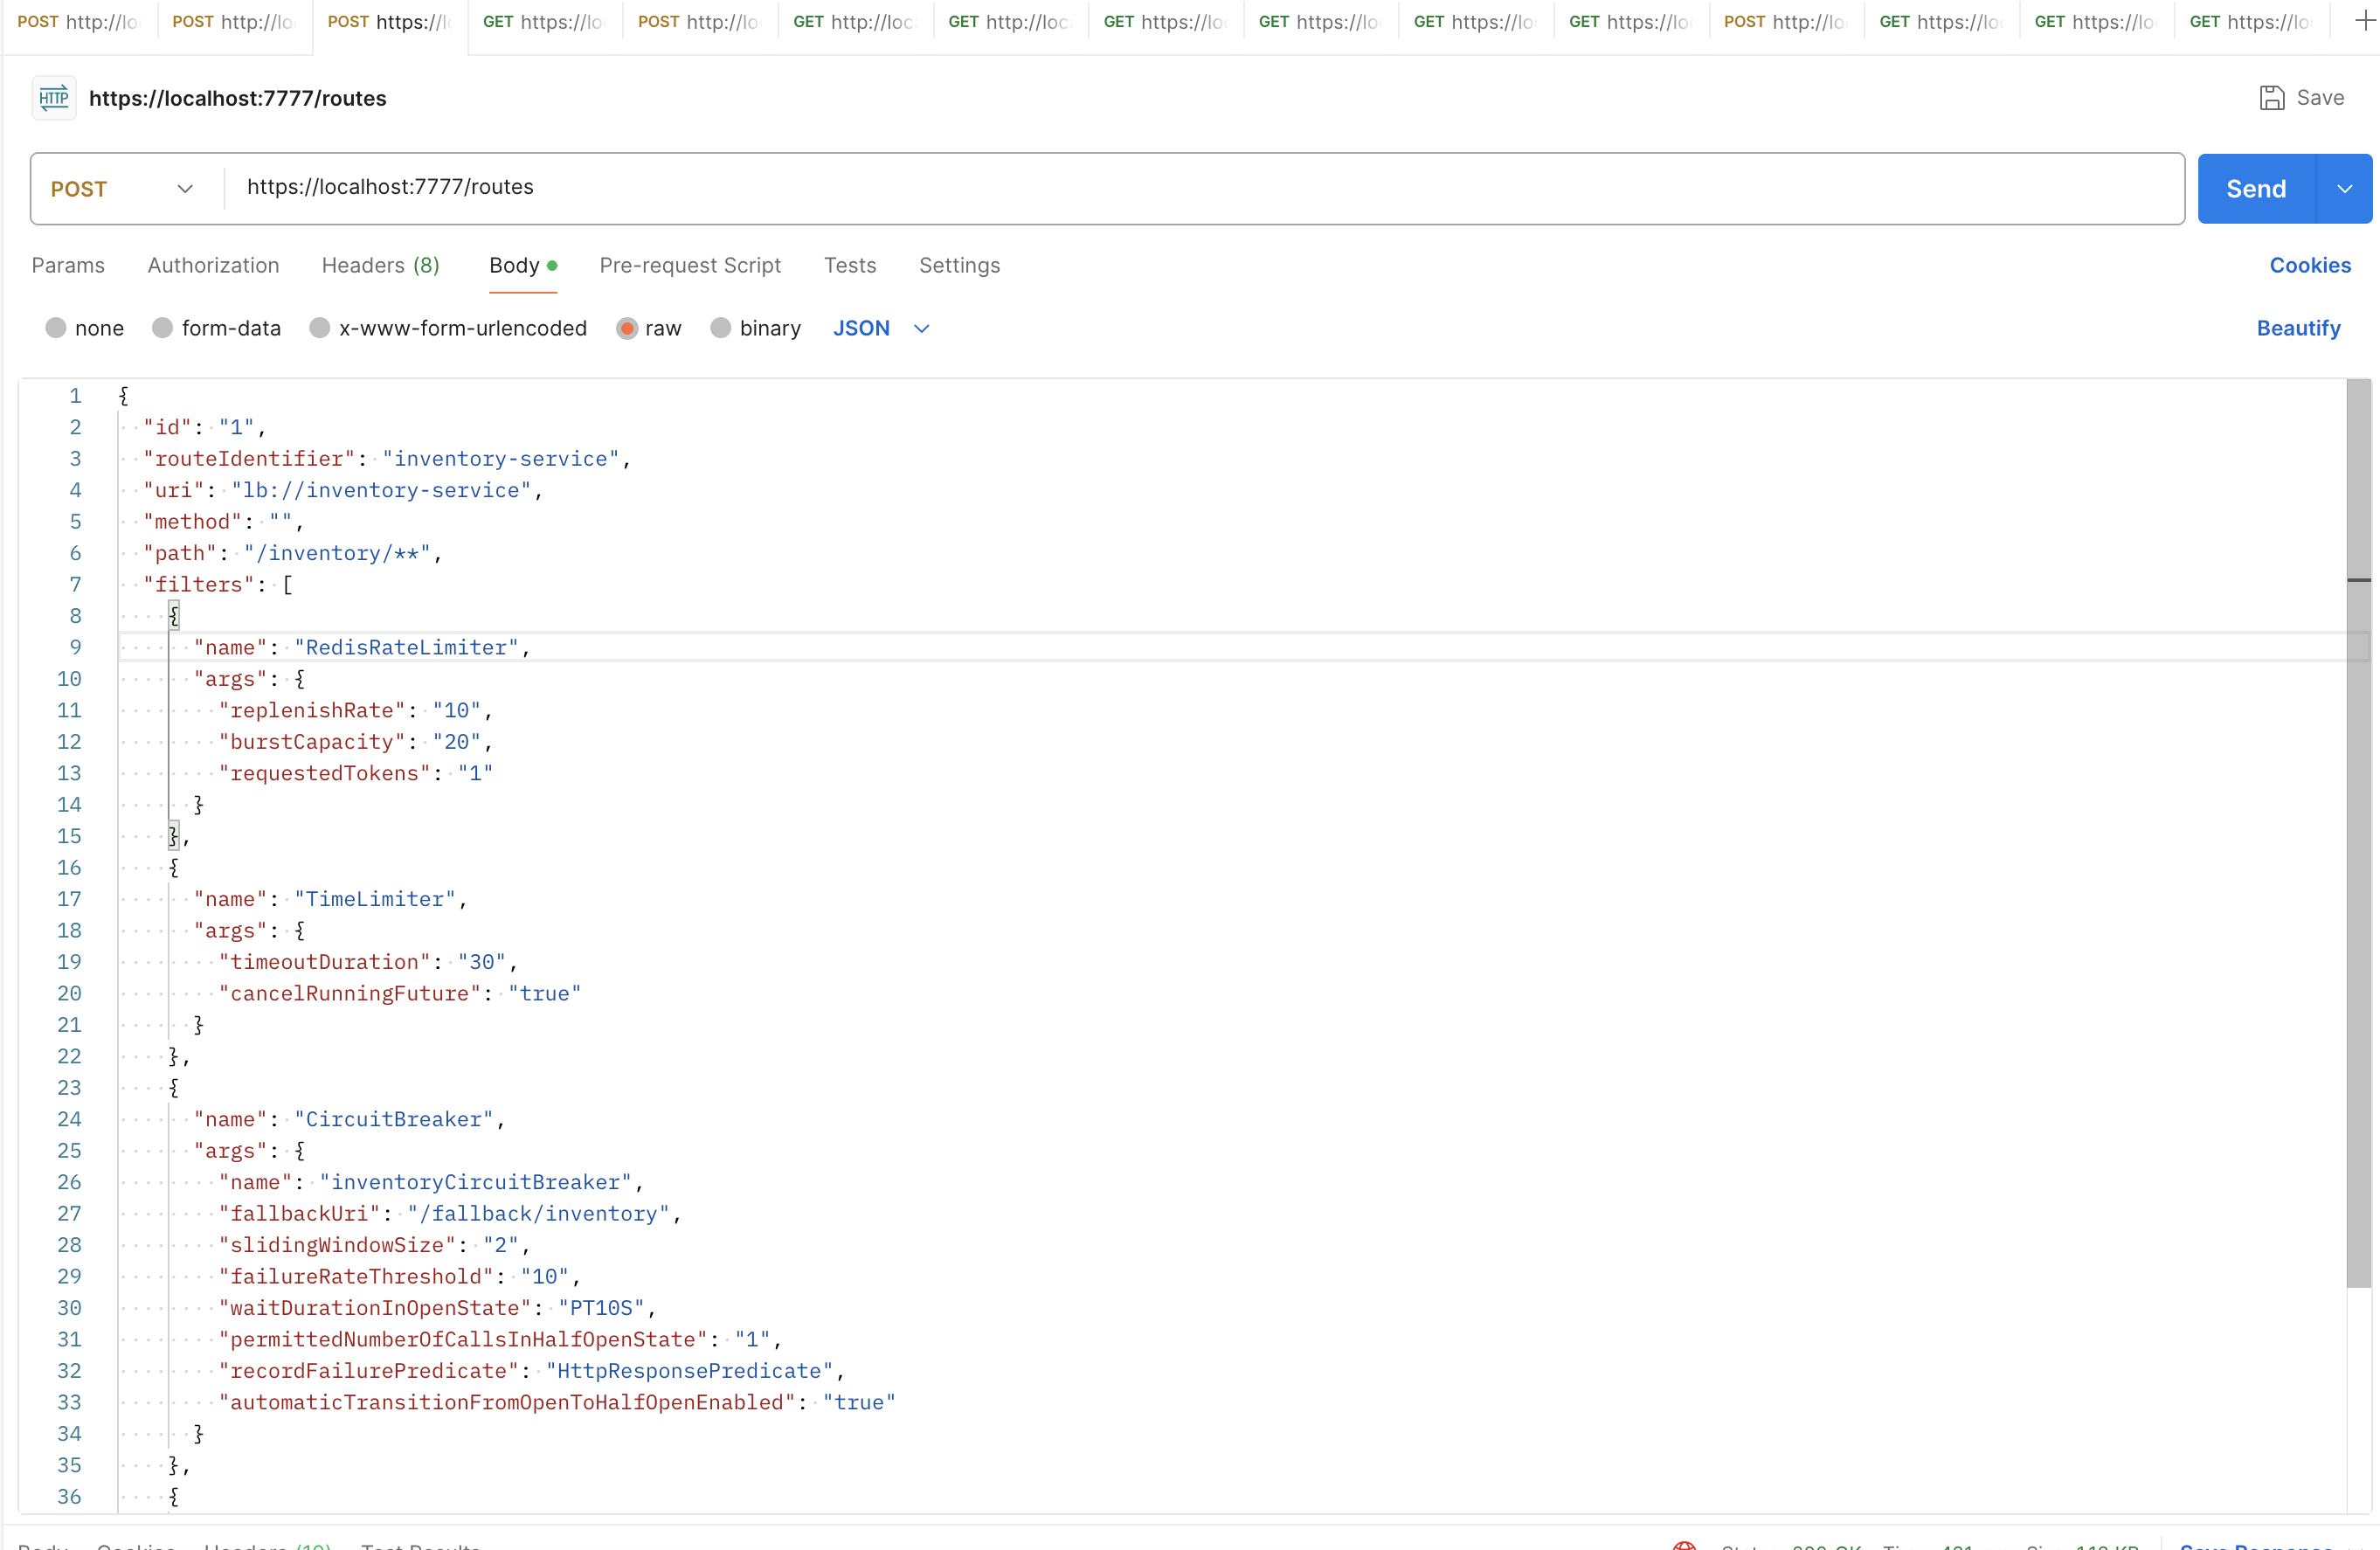 POST http://lo POST http://lo POST https://l GET https://lo POST http://lo GET http://loc GET http://loc GET https://lo GET https://lo GET https://lo GET https://lo POST http://lo GET https://lo GET https://lo GET https://lo
HTTP https://localhost:7777/routes Save
POST https://localhost:7777/routes Send
Params Authorization Headers (8) Body Pre-request Script Tests Settings Cookies
none form-data x-www-form-urlencoded raw binary JSON Beautify
1 {
2 "id": "1",
3 "routeIdentifier": "inventory-service",
4 "uri": "lb://inventory-service",
5 "method": "",
6 "path": "/inventory/**",
7 "filters": [
8 {
9 "name": "RedisRateLimiter",
10 "args": {
11 "replenishRate": "10",
12 "burstCapacity": "20",
13 "requestedTokens": "1"
14 }
15 },
16 {
17 "name": "TimeLimiter",
18 "args": {
19 "timeoutDuration": "30",
20 "cancelRunningFuture": "true"
21 }
22 },
23 {
24 "name": "CircuitBreaker",
25 "args": {
26 "name": "inventoryCircuitBreaker",
27 "fallbackUri": "/fallback/inventory",
28 "slidingWindowSize": "2",
29 "failureRateThreshold": "10",
30 "waitDurationInOpenState": "PT10S",
31 "permittedNumberOfCallsInHalfOpenState": "1",
32 "recordFailurePredicate": "HttpResponsePredicate",
33 "automaticTransitionFromOpenToHalfOpenEnabled": "true"
34 }
35 },
36 {
Body Cookies Headers Test Results Save Response